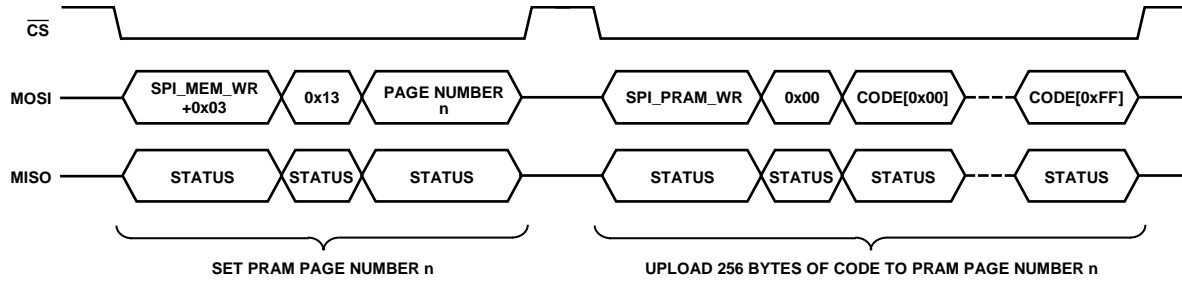 CS
MOSI
SPI_MEM_WR
+0x03
0x13
PAGE NUMBER
n
SPI_PRAM_WR
0x00
CODE[0x00]
CODE[0xFF]
MISO
STATUS
STATUS
STATUS
STATUS
STATUS
STATUS
STATUS
SET PRAM PAGE NUMBER n
UPLOAD 256 BYTES OF CODE TO PRAM PAGE NUMBER n